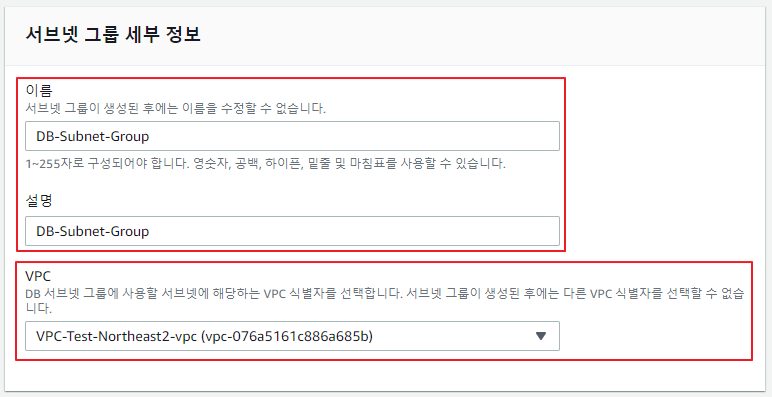 서브넷 그룹 세부 정보
이름
서브넷 그룹이 생성된 후에는 이름을 수정할 수 없습니다.
DB-Subnet-Group
1~255자로 구성되어야 합니다. 영숫자, 공백, 하이픈, 밑줄 및 마침표를 사용할 수 있습니다.
설명
DB-Subnet-Group
VPC
DB 서브넷 그룹에 사용할 서브넷에 해당하는 VPC 식별자를 선택합니다. 서브넷 그룹이 생성된 후에는 다른 VPC 식별자를 선택할 수 없습
니다.
VPC-Test-Northeast2-vpc (vpc-076a5161c886a685b)